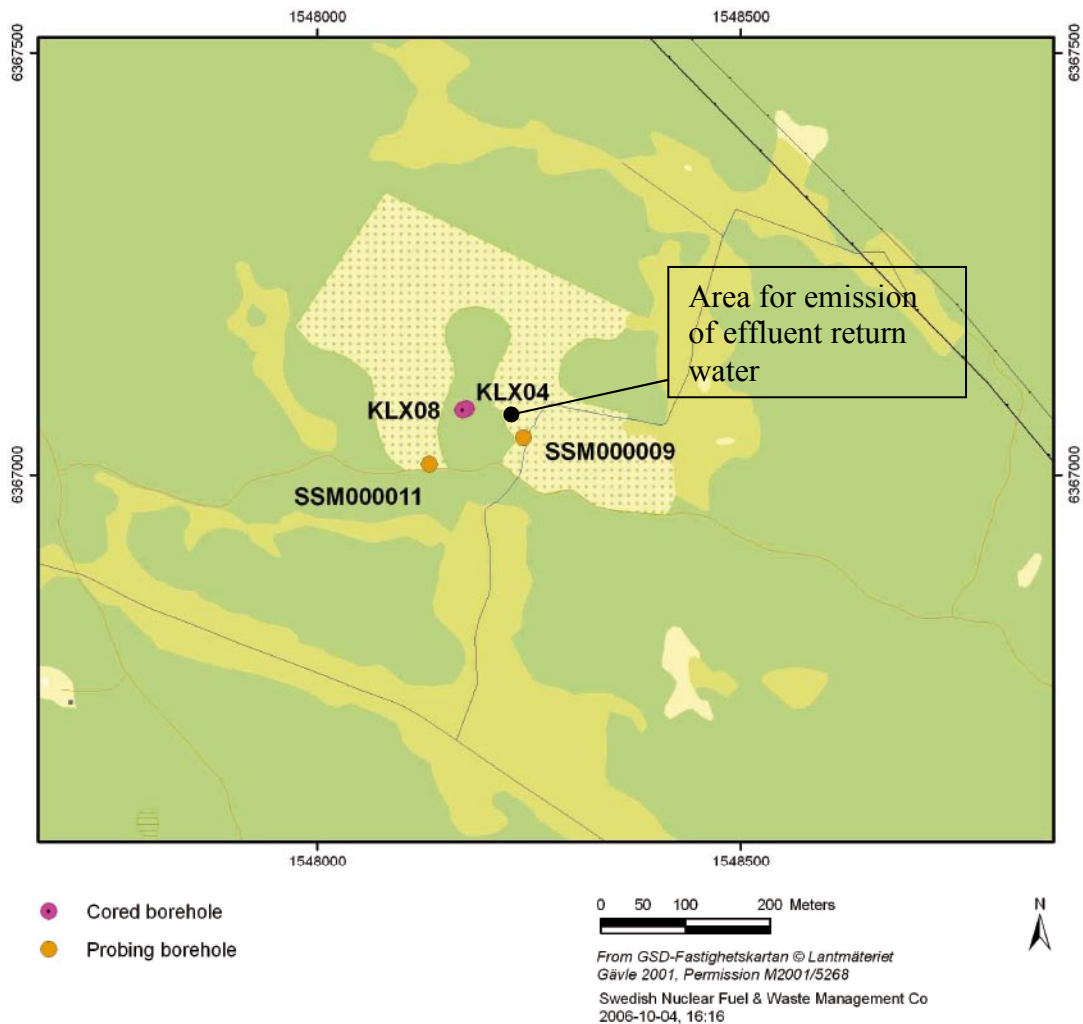 1548000
1548500
6367500
6367500
Area for emission
of effluent return
water
KLX04
KLX08
SSM000009
SSM000011
6367000
6367000
1548000
1548500
Cored borehole
Probing borehole
0 50 100 200 Meters
N
From GSD-Fastighetskartan © Lantmäteriet
Gävle 2001, Permission M2001/5268
Swedish Nuclear Fuel & Waste Management Co
2006-10-04, 16:16